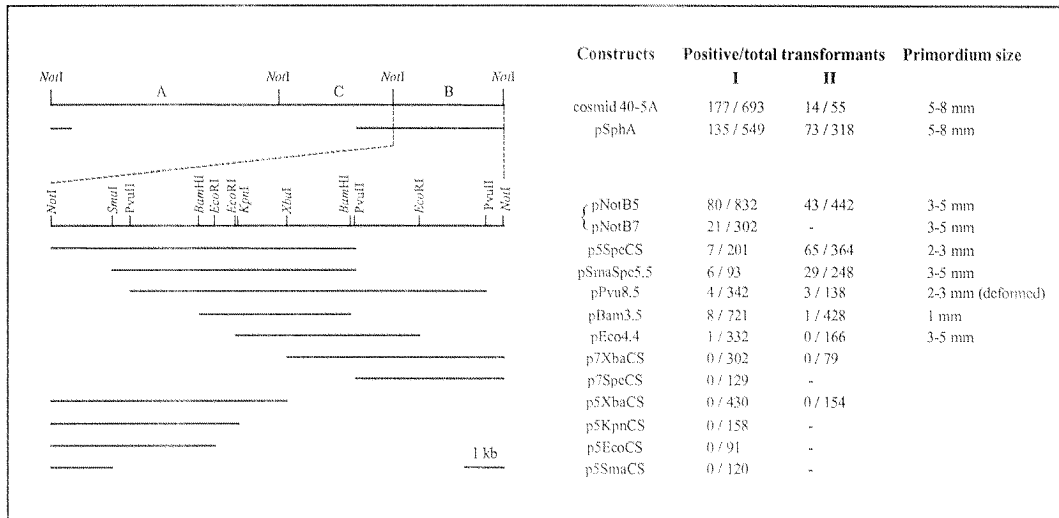 Constructs Positive/total transformants Primordium size
I II
NotI NotI NotI NotI
A C B
cosmid 40-5A 177 / 693 14 / 55 5-8 mm
pSphA 135 / 549 73 / 318 5-8 mm
NotI SmaI PvuII BamHI EcoRI EcoRI KpnI XbaI BamHI PvuII EcoRI PvuII NotI
pNotB5 80 / 832 43 / 442 3-5 mm
pNotB7 21 / 302 - 3-5 mm
p5SpeCS 7 / 201 65 / 364 2-3 mm
pSmaSpe5.5 6 / 93 29 / 248 3-5 mm
pPvu8.5 4 / 342 3 / 138 2-3 mm (deformed)
pBam3.5 8 / 721 1 / 428 1 mm
pEco4.4 1 / 332 0 / 166 3-5 mm
p7XbaCS 0 / 302 0 / 79
p7SpeCS 0 / 129 -
p5XbaCS 0 / 430 0 / 154
p5KpnCS 0 / 158 -
p5EcoCS 0 / 91 -
1 kb
p5SmaCS 0 / 120 -